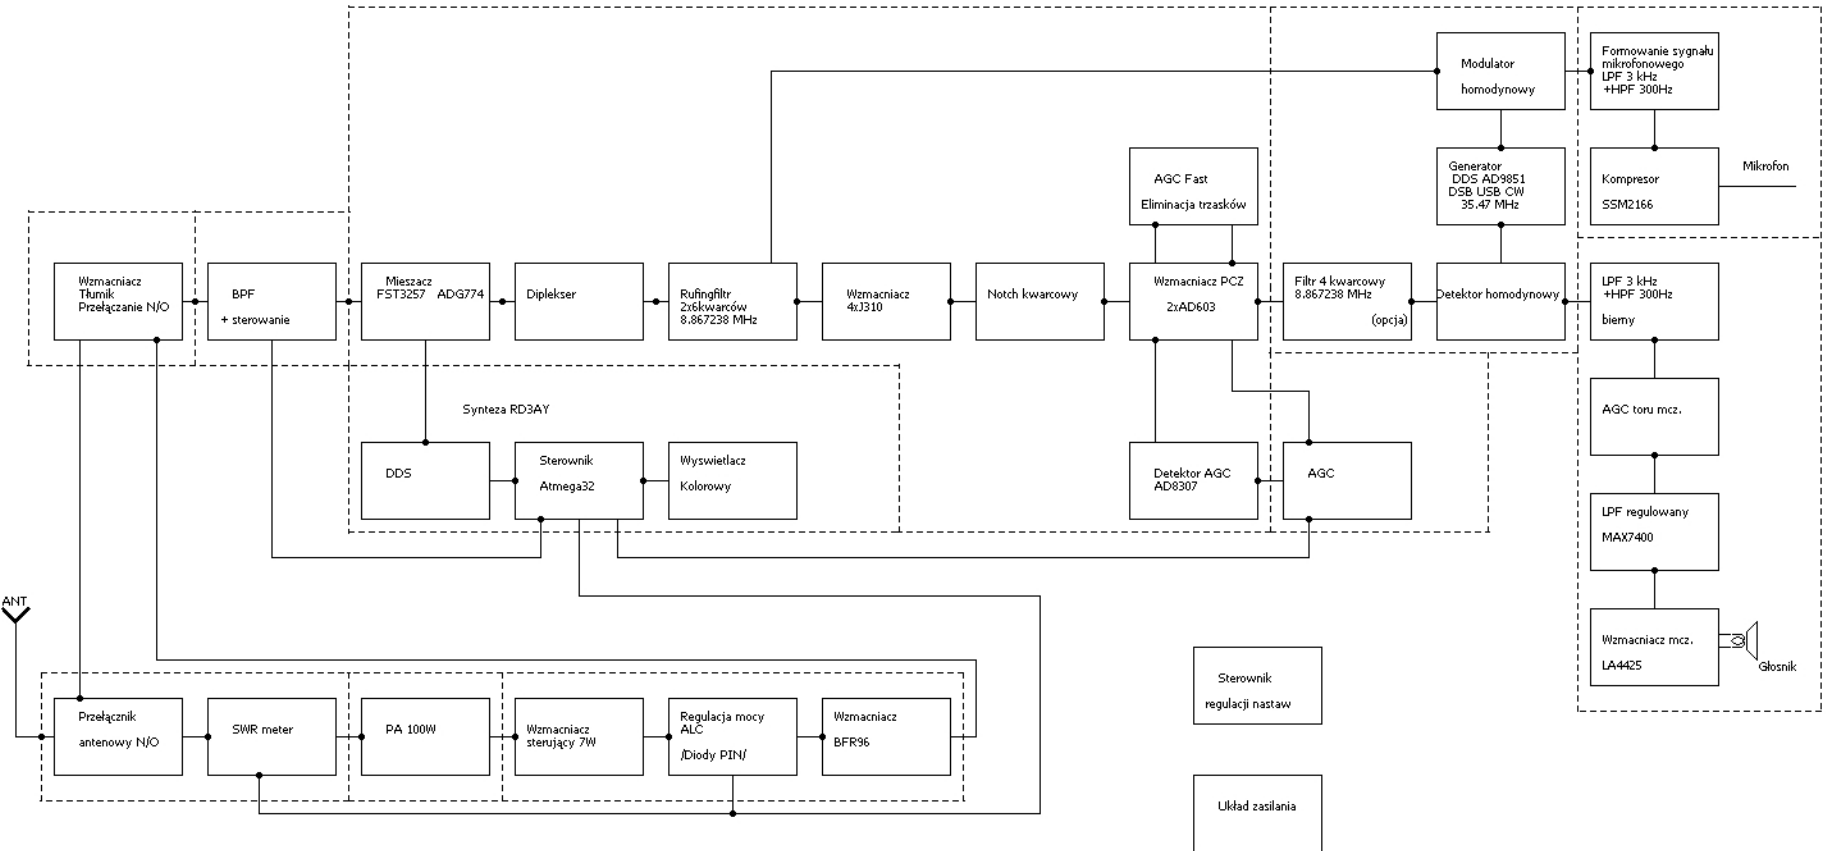 Formowanie sygnału
mikrofonowego
LPF 3 kHz
+HPF 300Hz
Modulator
homodynowy
Mikrofon
Kompresor
SSM2166
Generator
DDS AD9851
DSB USB CW
35.47 MHz
AGC Fast
Eliminacja trzasków
Wzmacniacz
Tłumik
Przełączanie N/O
BPF
+ sterowanie
Mieszacz
FST3257 ADG774
Diplekser
Rufingfiltr
2x6kwarców
8.867238 MHz
Wzmacniacz
4xJ310
Notch kwarcowy
Wzmacniacz PCZ
2xAD603
Filtr 4 kwarcowy
8.867238 MHz
(opcja)
Detektor homodynowy
LPF 3 kHz
+HPF 300Hz
bierny
Synteza RD3AY
AGC toru mcz.
DDS
Sterownik
Atmega32
Wyswietlacz
Kolorowy
Detektor AGC
AD8307
AGC
LPF regulowany
MAX7400
ANT
Wzmacniacz mcz.
LA4425
Głosnik
Sterownik
regulacji nastaw
Przełącznik
antenowy N/O
SWR meter
PA 100W
Wzmacniacz
sterujący 7W
Regulacja mocy
ALC
/Diody PIN/
Wzmacniacz
BFR96
Układ zasilania